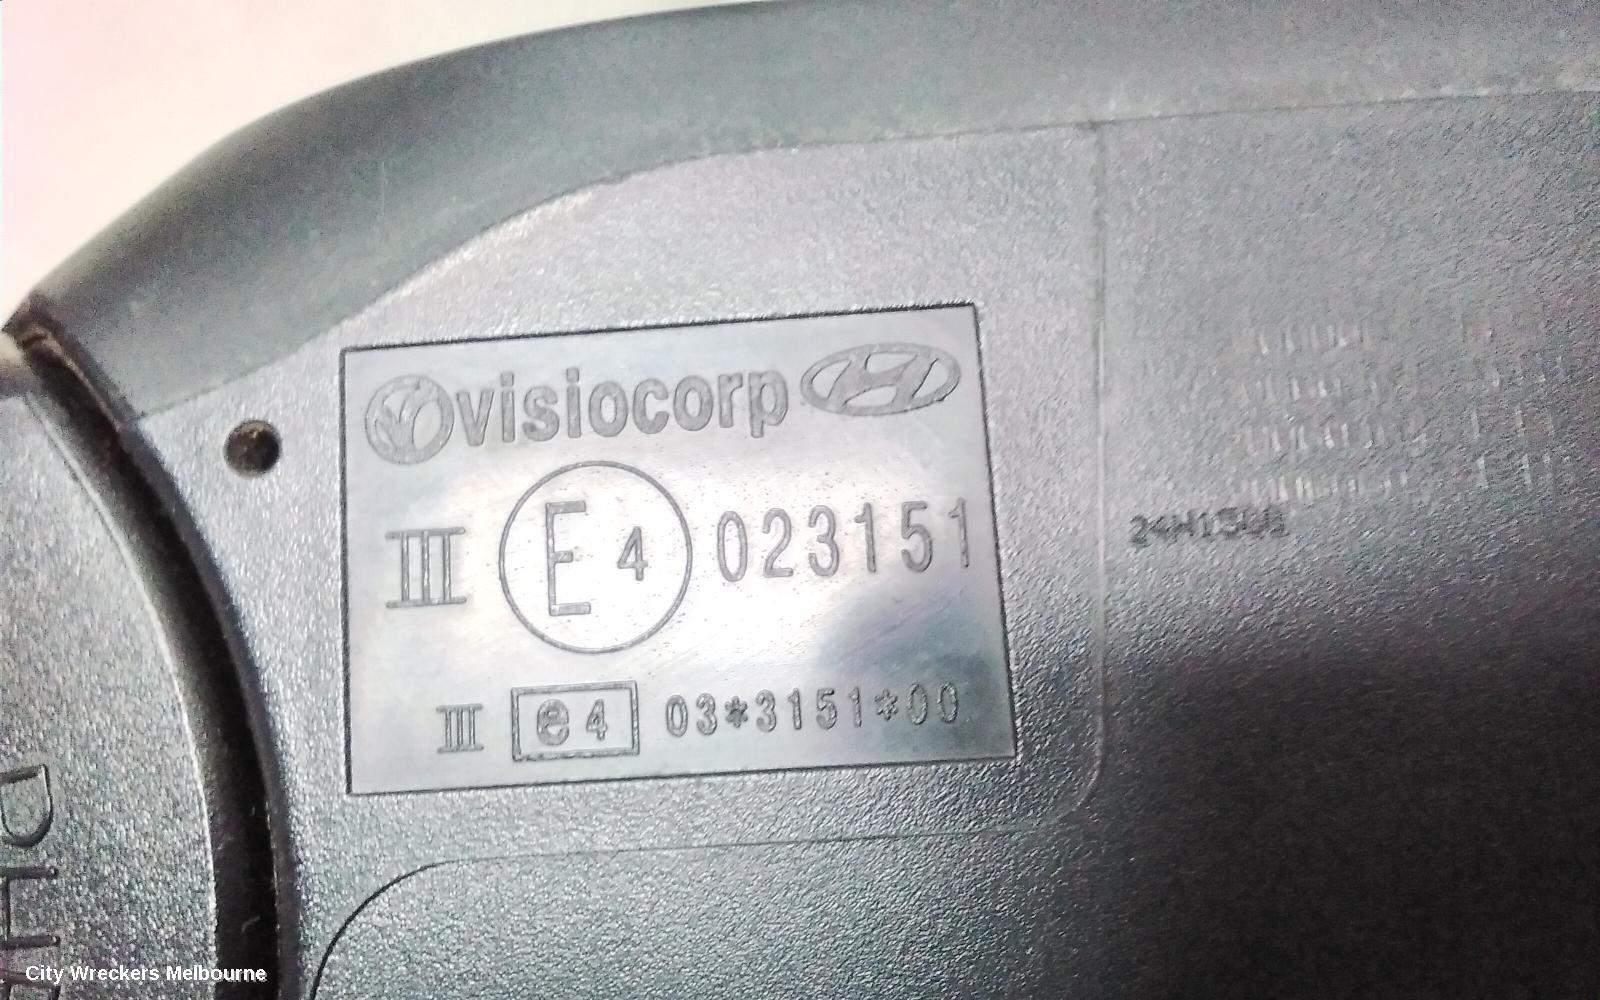 visiocorp
III E 4 023151
III e 4 03*3151*00
City Wreckers Melbourne